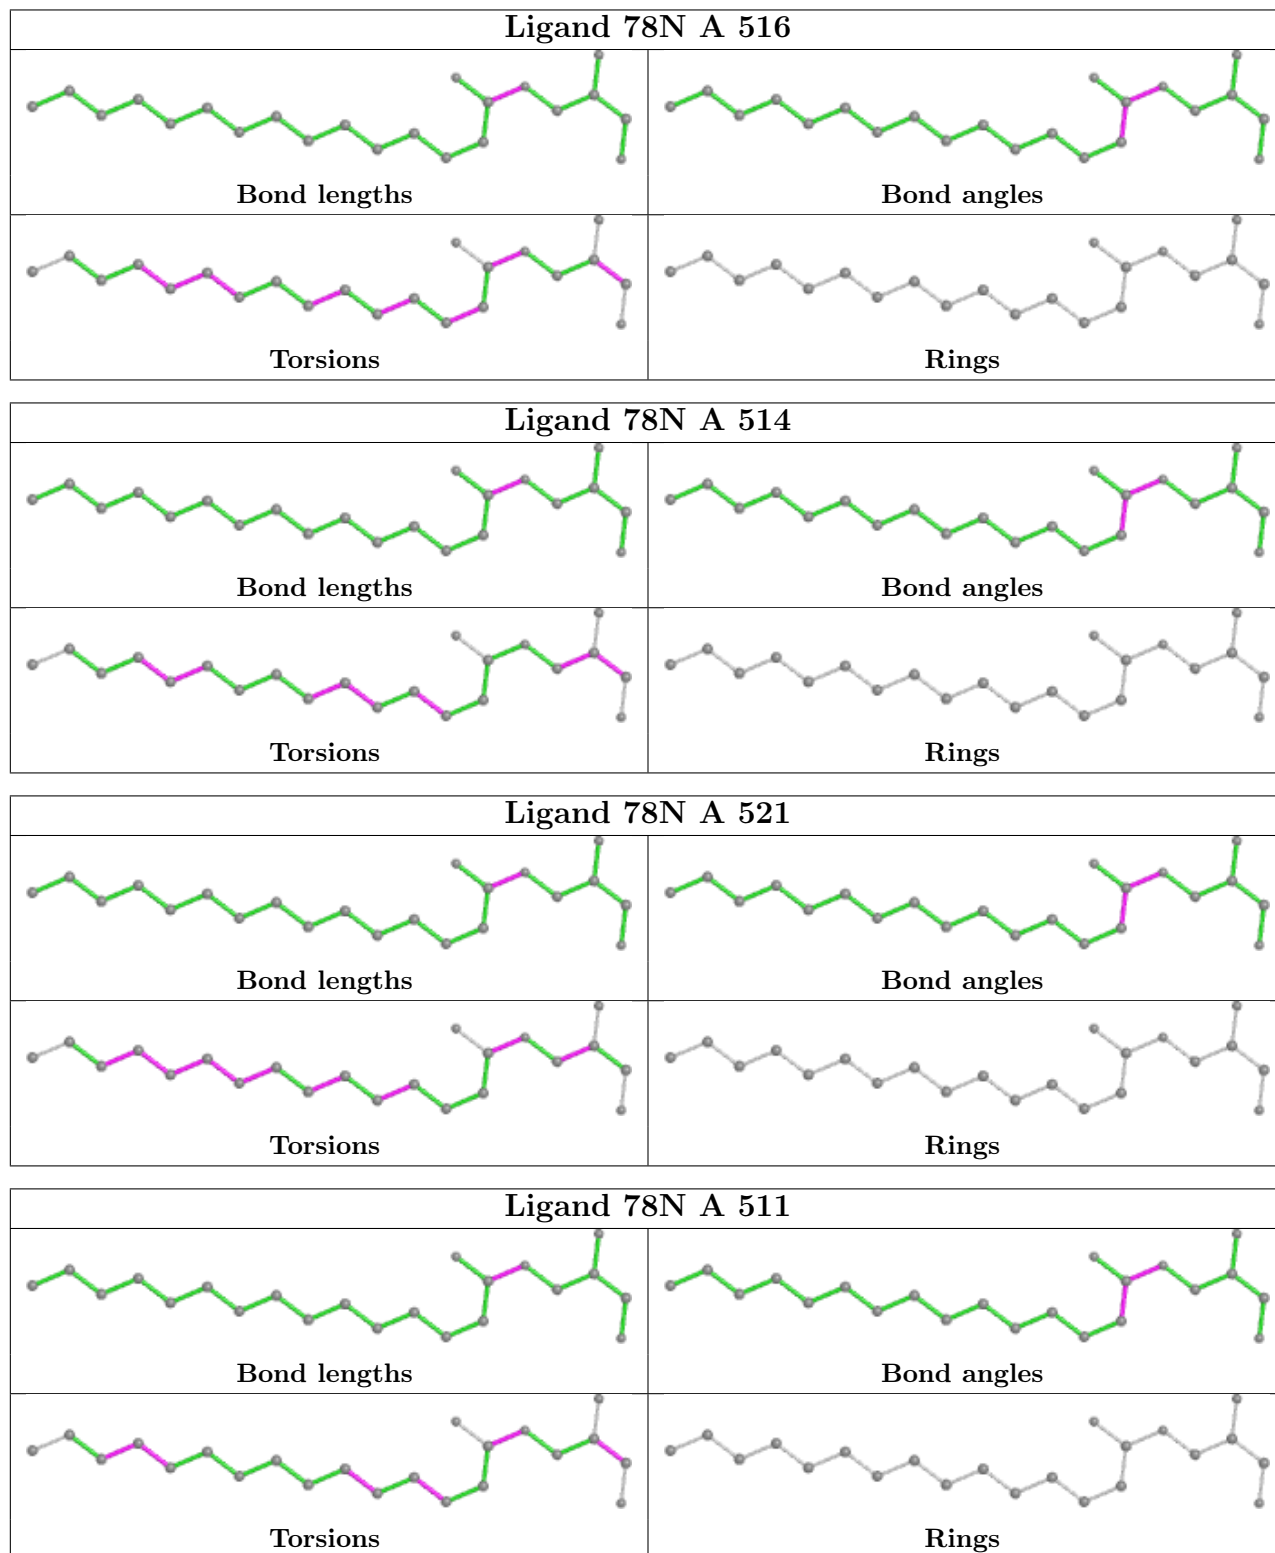 Ligand 78N A 516
Bond lengths
Bond angles
Torsions
Rings
Ligand 78N A 514
Bond lengths
Bond angles
Torsions
Rings
Ligand 78N A 521
Bond lengths
Bond angles
Torsions
Rings
Ligand 78N A 511
Bond lengths
Bond angles
Torsions
Rings